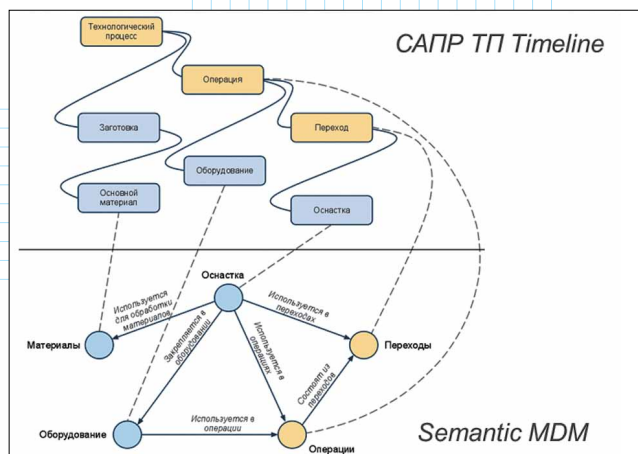 Технологический
процесс
САПР ТП Timeline
Операция
Заготовка
Переход
Оборудование
Основной
материал
Оснастка
Оснастка
Используется
для обработки
материалов
Закрепляется в
оборудовании
Используется в
операциях
Используется в
переходах
Материалы
Переходы
Состоят из
переходов
Используется в
операции
Оборудование
Операции
Semantic MDM